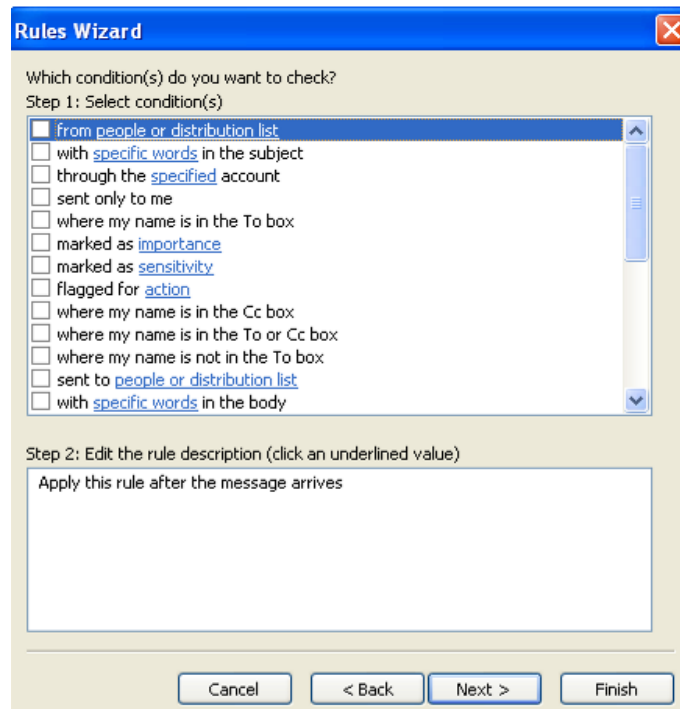 Rules Wizard
Which condition(s) do you want to check?
Step 1: Select condition(s)
from people or distribution list
with specific words in the subject
through the specified account
sent only to me
where my name is in the To box
marked as importance
marked as sensitivity
flagged for action
where my name is in the Cc box
where my name is in the To or Cc box
where my name is not in the To box
sent to people or distribution list
with specific words in the body
Step 2: Edit the rule description (click an underlined value)
Apply this rule after the message arrives
Cancel < Back Next > Finish